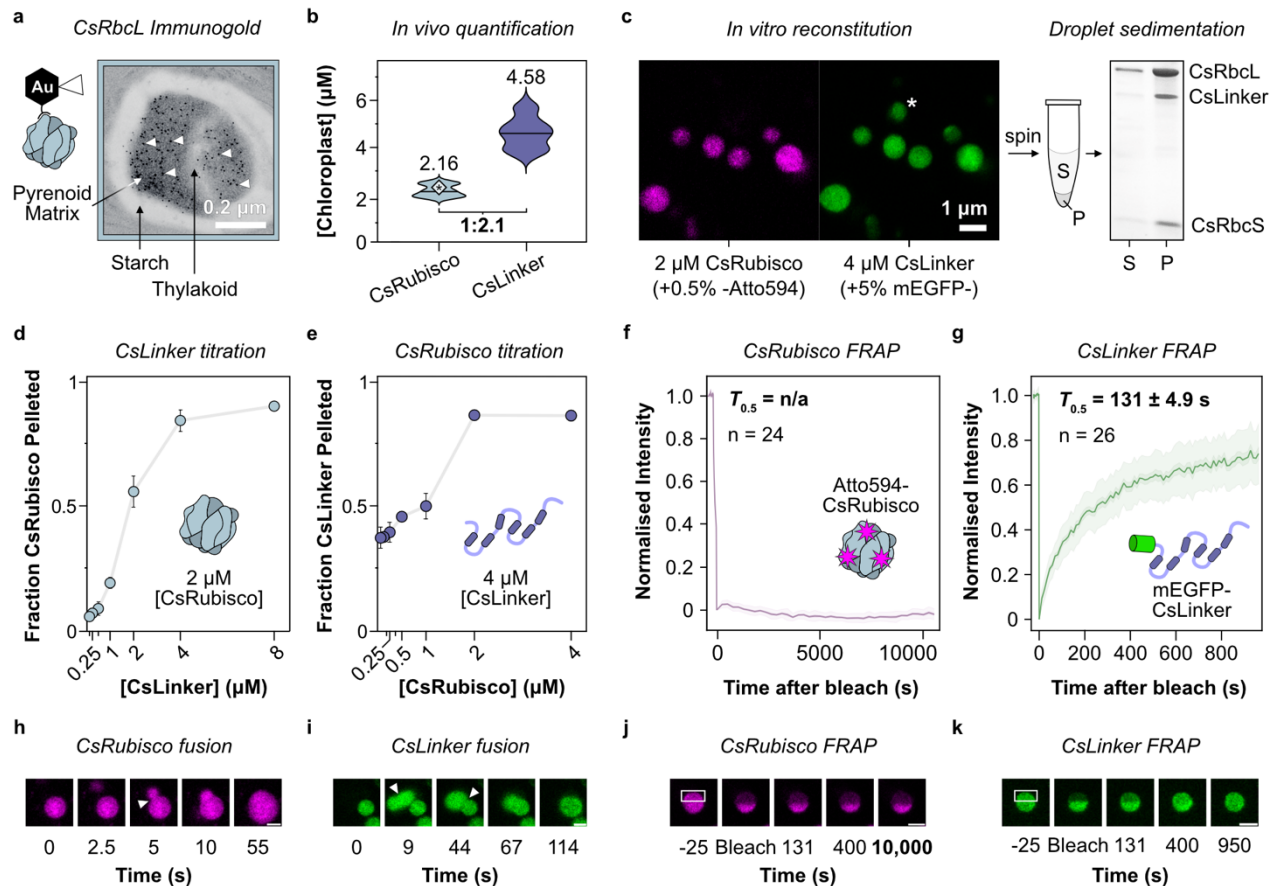 a
CsRbcL Immunogold
Au
Pyrenoid
Matrix
0.2 µm
Starch
Thylakoid
b
In vivo quantification
[Chloroplast] (µM)
6
4
2
0
4.58
2.16
*
1:2.1
CsRubisco
CsLinker
c
In vitro reconstitution
*
1 µm
2 µM CsRubisco
(+0.5% -Atto594)
4 µM CsLinker
(+5% mEGFP-)
Droplet sedimentation
spin
S
P
CsRbcL
CsLinker
CsRbcS
S P
d
CsLinker titration
Fraction CsRubisco Pelleted
1
0.5
0
2 µM
[CsRubisco]
0.25 1 2 4 8
[CsLinker] (µM)
e
CsRubisco titration
Fraction CsLinker Pelleted
1
0.5
0
4 µM
[CsLinker]
0.25 0.5 1 2 4
[CsRubisco] (µM)
f
CsRubisco FRAP
Normalised Intensity
1.0
0.8
0.6
0.4
0.2
0
T0.5 = n/a
n = 24
Atto594-
CsRubisco
0 5000 10000
Time after bleach (s)
g
CsLinker FRAP
Normalised Intensity
1.0
0.8
0.6
0.4
0.2
0
T0.5 = 131 ± 4.9 s
n = 26
mEGFP-
CsLinker
0 200 400 600 800
Time after bleach (s)
h
CsRubisco fusion
0 2.5 5 10 55
Time (s)
i
CsLinker fusion
0 9 44 67 114
Time (s)
j
CsRubisco FRAP
-25 Bleach 131 400 10,000
Time (s)
k
CsLinker FRAP
-25 Bleach 131 400 950
Time (s)